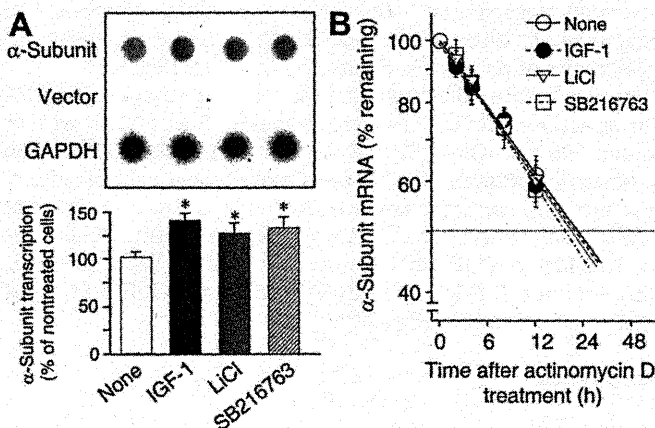 A
α-Subunit
Vector
GAPDH
α-Subunit transcription
(% of nontreated cells)
150
125
100
50
0
*
*
*
None
IGF-1
LiCl
SB216763
B
α-Subunit mRNA (% remaining)
100
80
60
40
None
IGF-1
LiCl
SB216763
0
2
6
12
24
48
Time after actinomycin D
treatment (h)